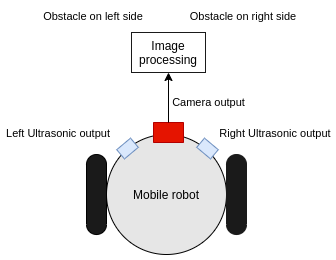 Obstacle on left side
Obstacle on right side
Image
processing
Camera output
Left Ultrasonic output
Right Ultrasonic output
Mobile robot